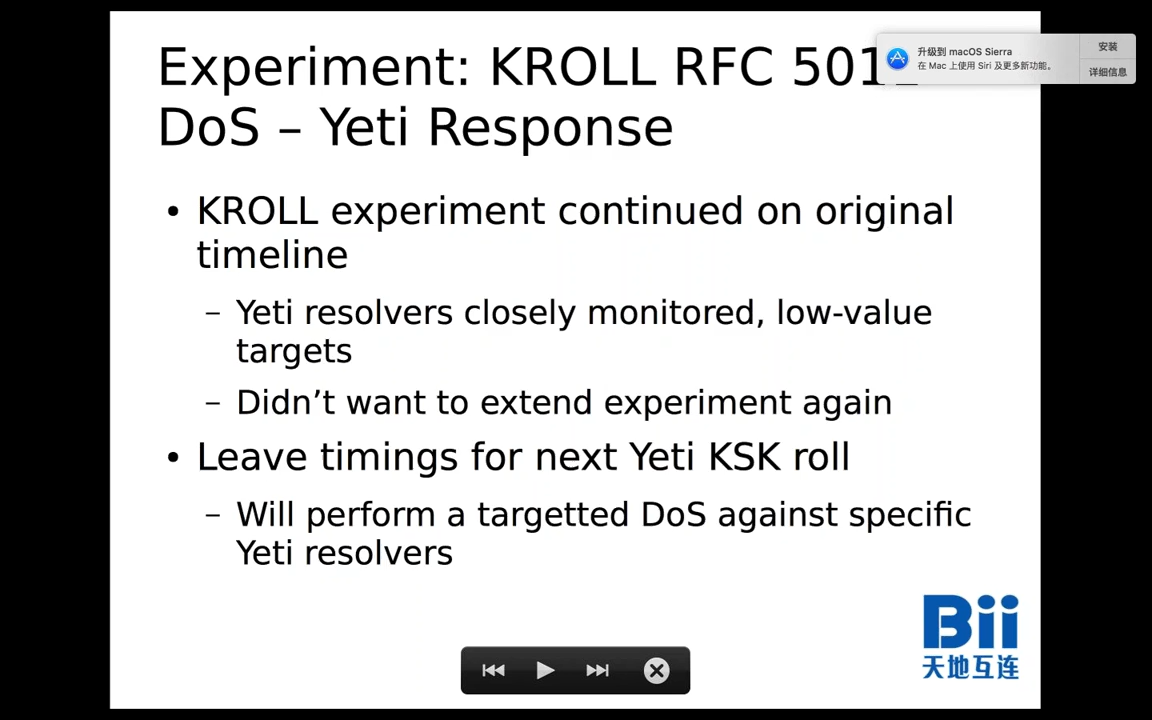 Experiment: KROLL RFC 501
DoS – Yeti Response
升级到 macOS Sierra
在 Mac 上使用 Siri 及更多新功能。
安装
详细信息
• KROLL experiment continued on original
timeline
– Yeti resolvers closely monitored, low-value
targets
– Didn’t want to extend experiment again
• Leave timings for next Yeti KSK roll
– Will perform a targetted DoS against specific
Yeti resolvers
Bii
天地互连